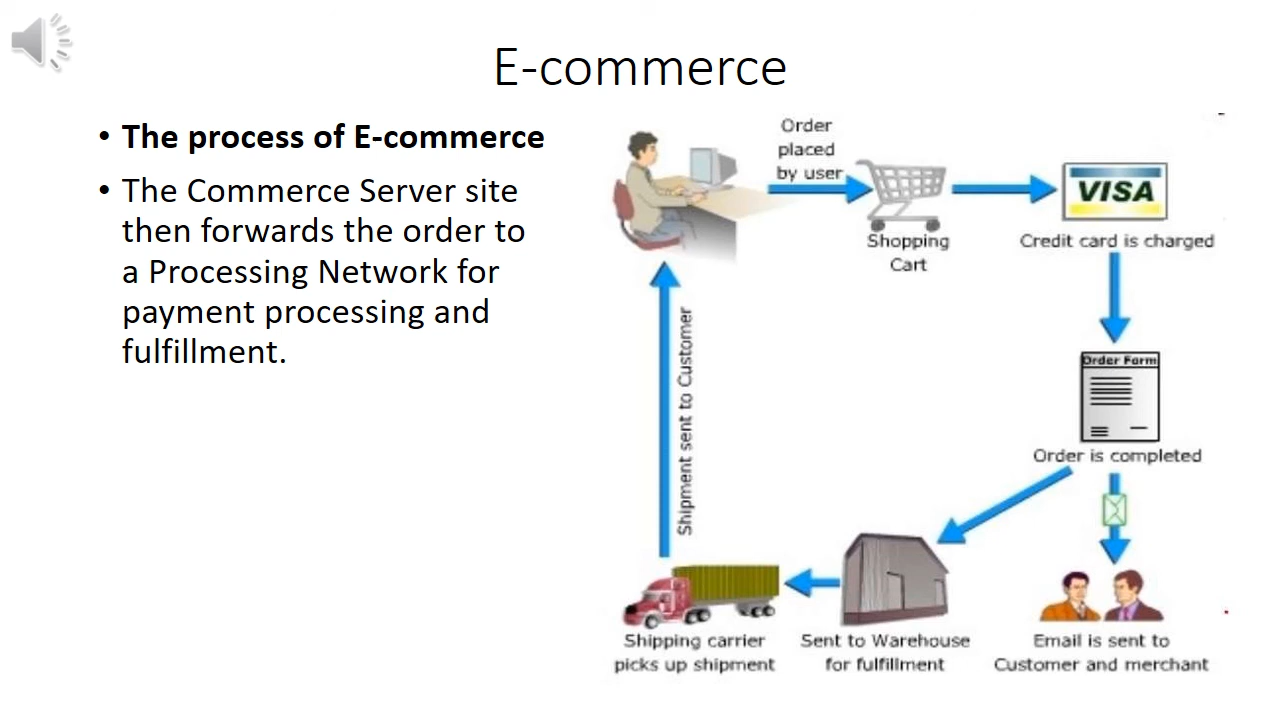 E-commerce
• The process of E-commerce
• The Commerce Server site
then forwards the order to
a Processing Network for
payment processing and
fulfillment.
Order
placed
by user
Shopping
Cart
VISA
Credit card is charged
Order Form
Order is completed
Shipment sent to Customer
Shipping carrier
picks up shipment
Sent to Warehouse
for fulfillment
Email is sent to
Customer and merchant